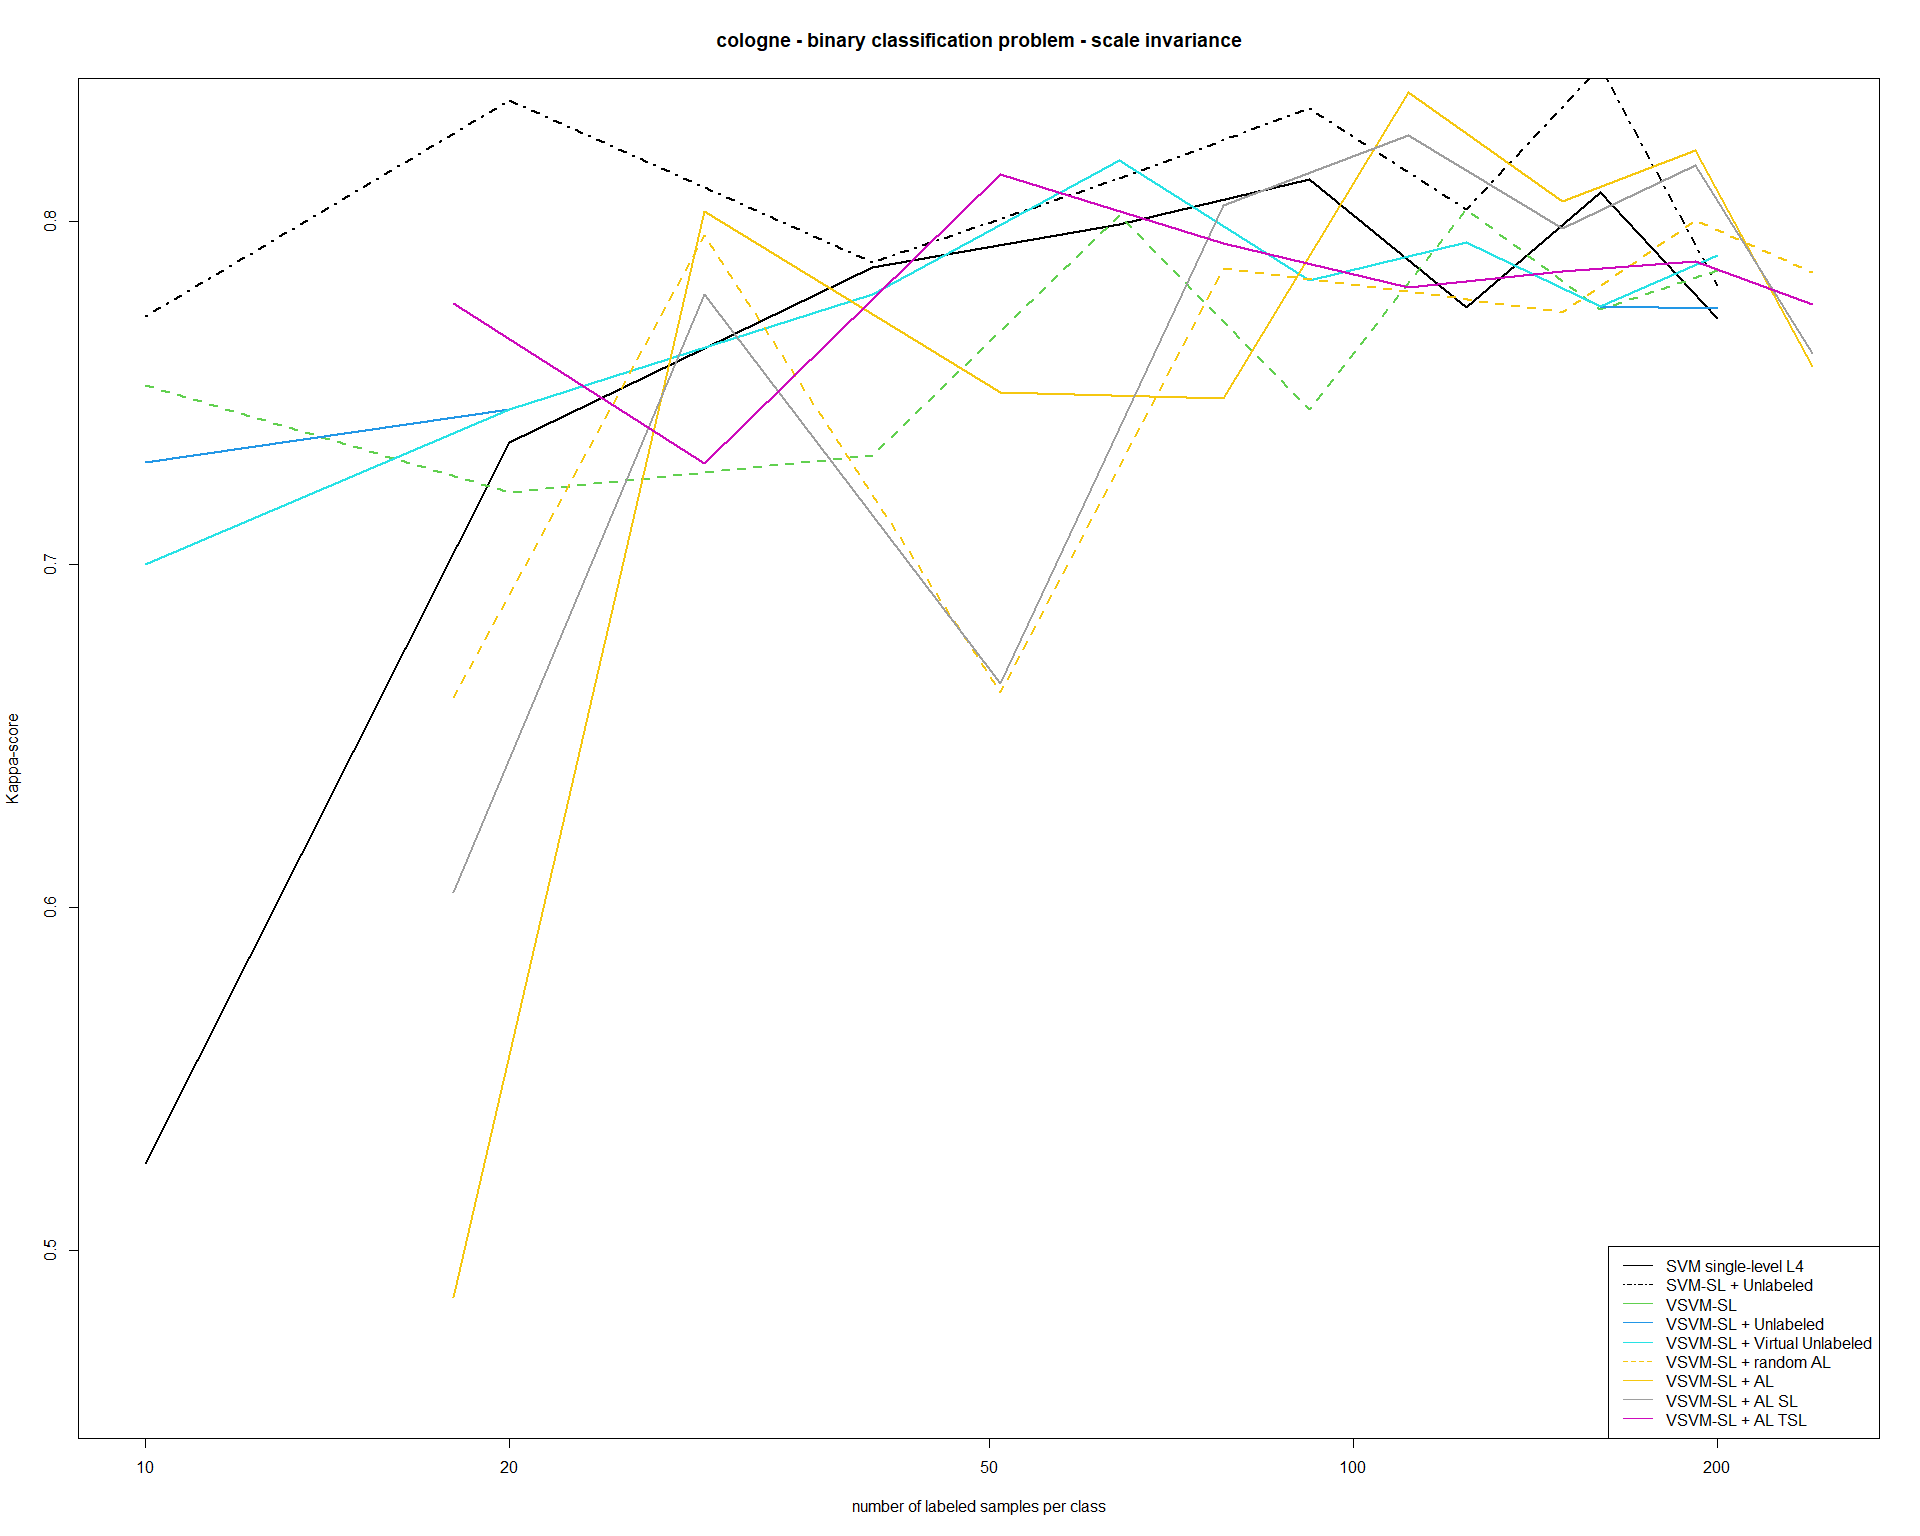 cologne - binary classification problem - scale invariance
Kappa-score
0.8
0.7
0.6
0.5
SVM single-level L4
SVM-SL + Unlabeled
VSVM-SL
VSVM-SL + Unlabeled
VSVM-SL + Virtual Unlabeled
VSVM-SL + random AL
VSVM-SL + AL
VSVM-SL + AL SL
VSVM-SL + AL TSL
10 20 50 100 200
number of labeled samples per class